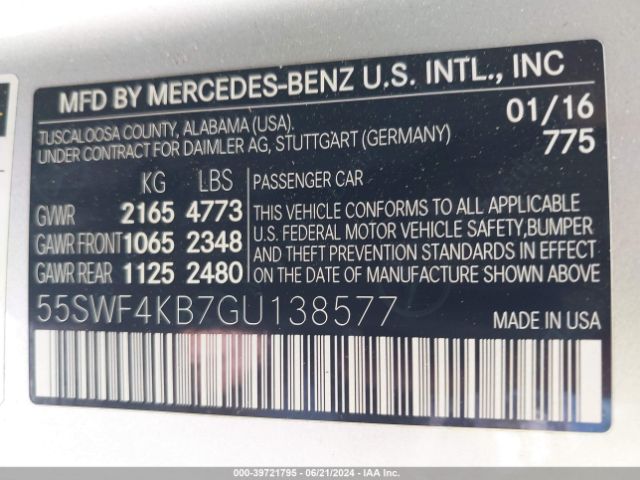 MFD BY MERCEDES-BENZ U.S. INTL., INC
TUSCALOOSA COUNTY, ALABAMA (USA) 01/16
UNDER CONTRACT FOR DAIMLER AG, STUTTGART (GERMANY) 775
KG LBS PASSENGER CAR
GVWR 2165 4773 THIS VEHICLE CONFORMS TO ALL APPLICABLE
U.S. FEDERAL MOTOR VEHICLE SAFETY,BUMPER
GAWR FRONT 1065 2348 AND THEFT PREVENTION STANDARDS IN EFFECT
GAWR REAR 1125 2480 ON THE DATE OF MANUFACTURE SHOWN ABOVE.
55SWF4KB7GU138577 MADE IN USA
000-39721795 - 06/21/2024 - IAA Inc.